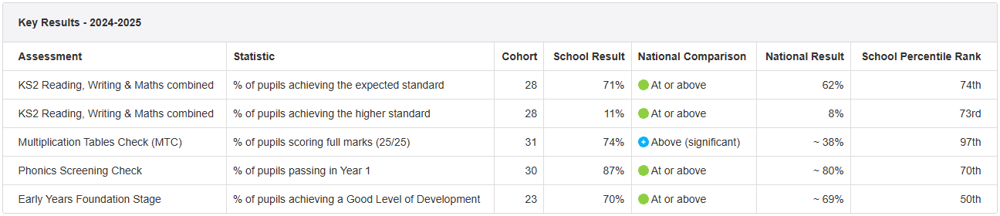 Key Results - 2024-2025
Assessment Statistic Cohort School Result National Comparison National Result School Percentile Rank
KS2 Reading, Writing & Maths combined % of pupils achieving the expected standard 28 71% At or above 62% 74th
KS2 Reading, Writing & Maths combined % of pupils achieving the higher standard 28 11% At or above 8% 73rd
Multiplication Tables Check (MTC) % of pupils scoring full marks (25/25) 31 74% Above (significant) ~ 38% 97th
Phonics Screening Check % of pupils passing in Year 1 30 87% At or above ~ 80% 70th
Early Years Foundation Stage % of pupils achieving a Good Level of Development 23 70% At or above ~ 69% 50th